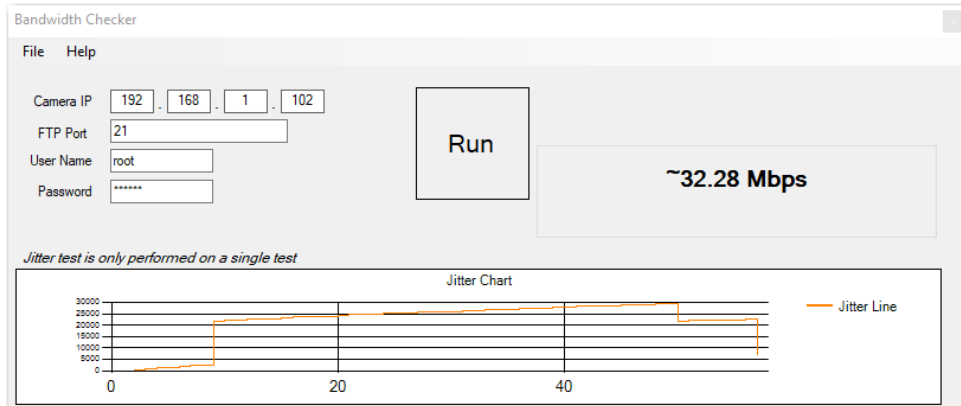 Bandwidth Checker
x
File Help
Camera IP 192 . 168 . 1 . 102
FTP Port 21
User Name root
Password ******
Run
~32.28 Mbps
Jitter test is only performed on a single test
Jitter Chart
30000
25000
20000
15000
10000
5000
0
0 20 40
Jitter Line